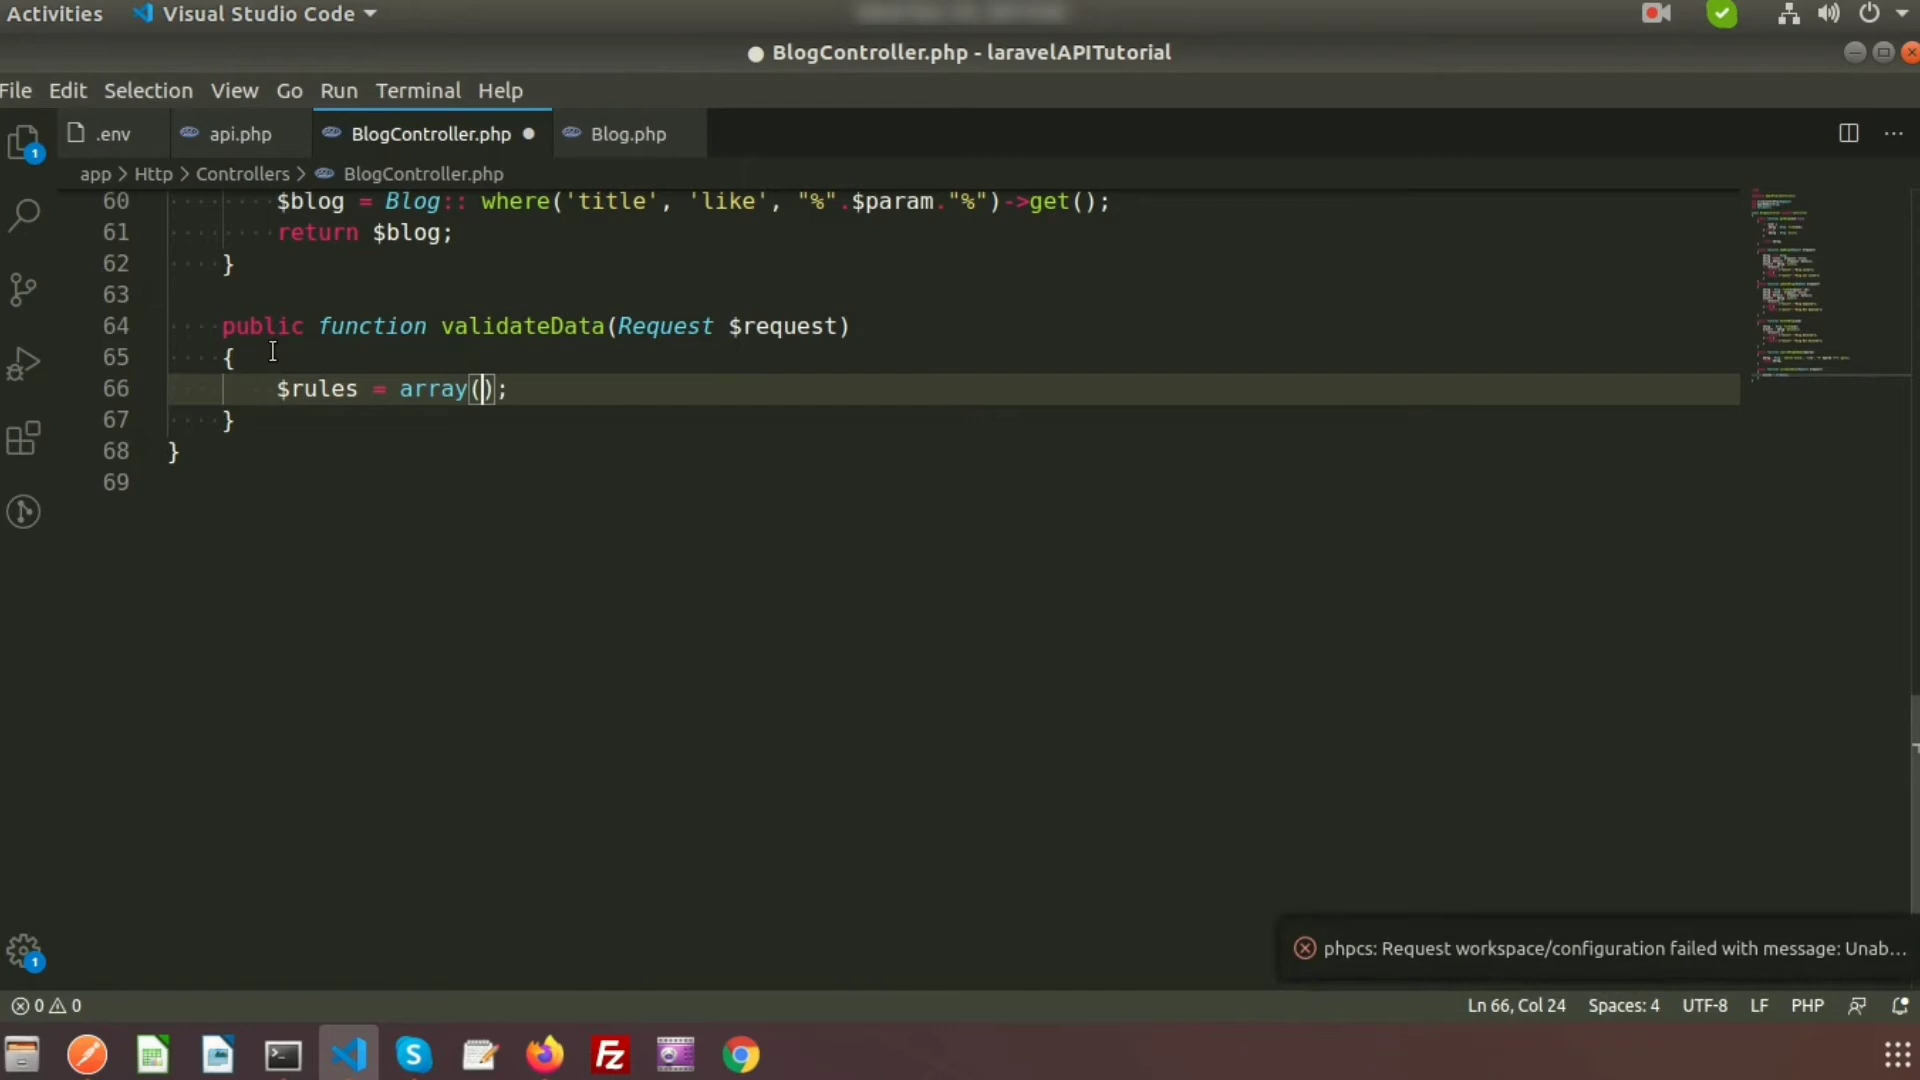 Activities Visual Studio Code
BlogController.php - laravelAPITutorial
File Edit Selection View Go Run Terminal Help
.env api.php BlogController.php Blog.php
app > Http > Controllers > BlogController.php
60 $blog = Blog:: where('title', 'like', "%".$param."%")->get();
61 return $blog;
62 }
63
64 public function validateData(Request $request)
65 {
66 $rules = array();
67 }
68 }
69
1
1
phpcs: Request workspace/configuration failed with message: Unab...
0 0 Ln 66, Col 24 Spaces: 4 UTF-8 LF PHP